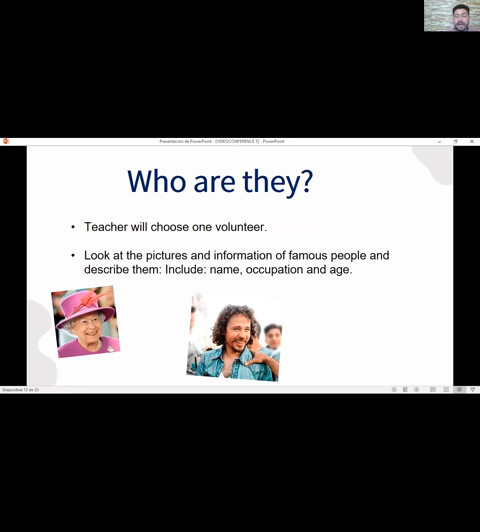 Presentación de PowerPoint - [VIDEOCONFERENCE 5] - PowerPoint
Who are they?
• Teacher will choose one volunteer.
• Look at the pictures and information of famous people and
describe them: Include: name, occupation and age.
Diapositiva 12 de 23